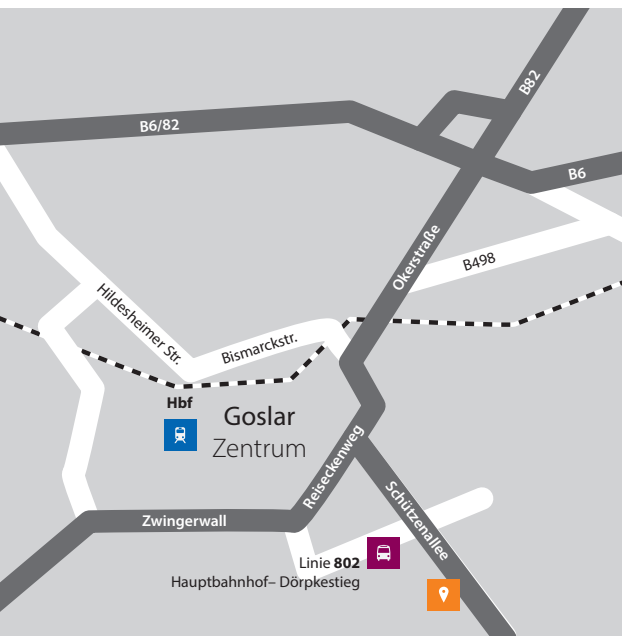 B82
B6/82
B6
Okerstraße
B498
Hildesheimer Str.
Bismarckstr.
Hbf
Goslar
Zentrum
Reiseckenweg
Schützenallee
Zwingerwall
Linie 802
Hauptbahnhof– Dörpkestieg